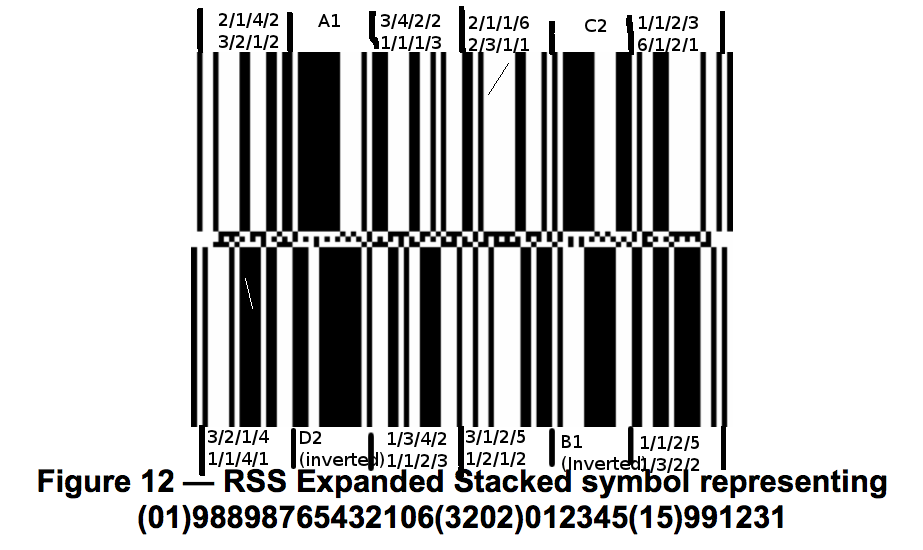 2/1/4/2
3/2/1/2
A1
3/4/2/2
1/1/1/3
2/1/1/6
2/3/1/1
C2
1/1/2/3
6/1/2/1
3/2/1/4
1/1/4/1
D2
(inverted)
1/3/4/2
1/1/2/3
3/1/2/5
1/2/1/2
B1
(Inverted)
1/1/2/5
1/3/2/2
Figure 12 — RSS Expanded Stacked symbol representing
(01)98898765432106(3202)012345(15)991231